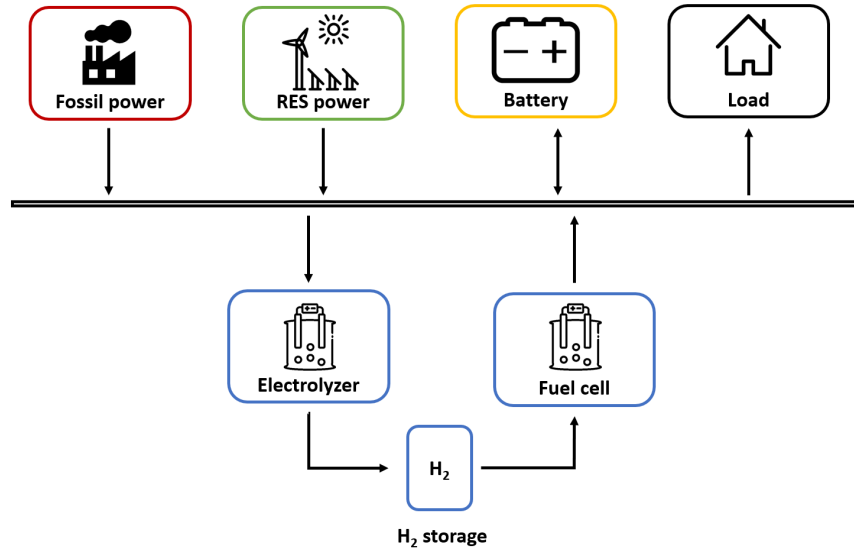 Fossil power
RES power
Battery
Load
Electrolyzer
Fuel cell
H₂
H₂ storage